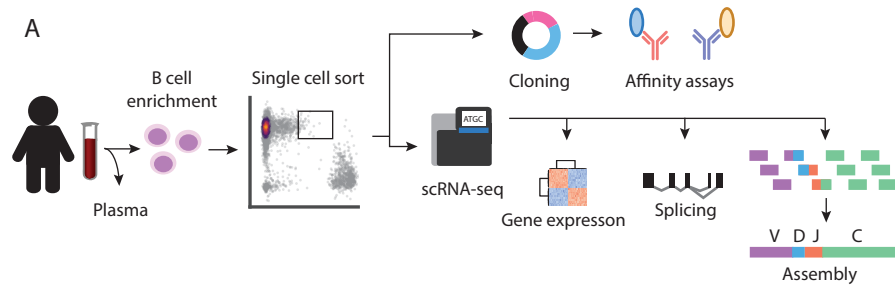 A
B cell
enrichment
Plasma
Single cell sort
Cloning
Affinity assays
ATGC
scRNA-seq
Gene expresson
Splicing
V D J C
Assembly